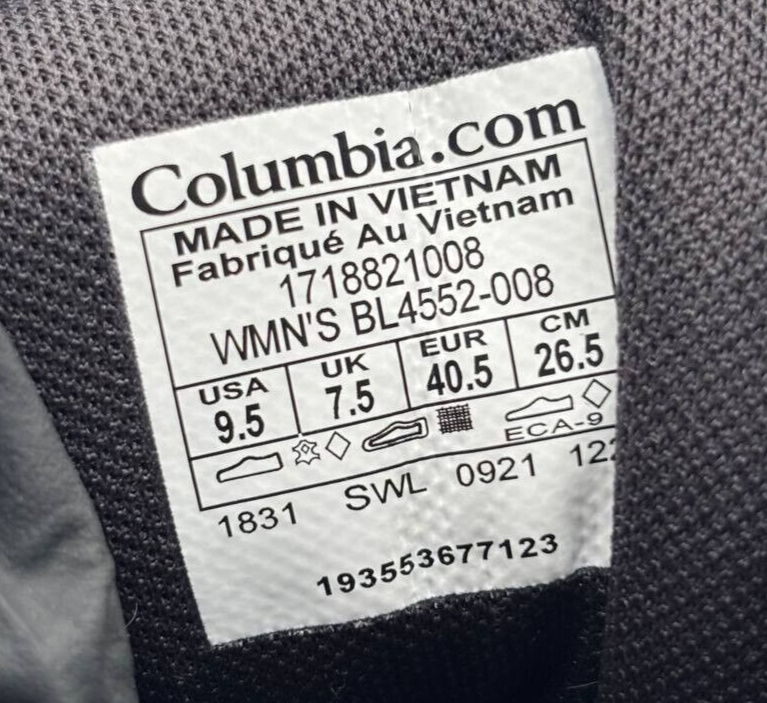 Columbia.com
MADE IN VIETNAM
Fabriqué Au Vietnam
1718821008
WMN'S BL4552-008
USA UK EUR CM
9.5 7.5 40.5 26.5
ECA-9
1831 SWL 0921
193553677123